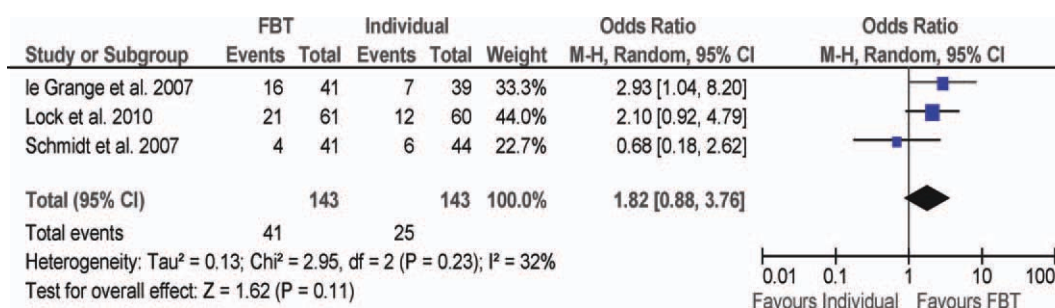 FBT Individual Odds Ratio Odds Ratio
Study or Subgroup Events Total Events Total Weight M-H, Random, 95% CI M-H, Random, 95% CI
le Grange et al. 2007 16 41 7 39 33.3% 2.93 [1.04, 8.20]
Lock et al. 2010 21 61 12 60 44.0% 2.10 [0.92, 4.79]
Schmidt et al. 2007 4 41 6 44 22.7% 0.68 [0.18, 2.62]
Total (95% CI) 143 143 100.0% 1.82 [0.88, 3.76]
Total events 41 25
Heterogeneity: Tau² = 0.13; Chi² = 2.95, df = 2 (P = 0.23); I² = 32%
Test for overall effect: Z = 1.62 (P = 0.11)
0.01 0.1 1 10 100
Favours Individual Favours FBT